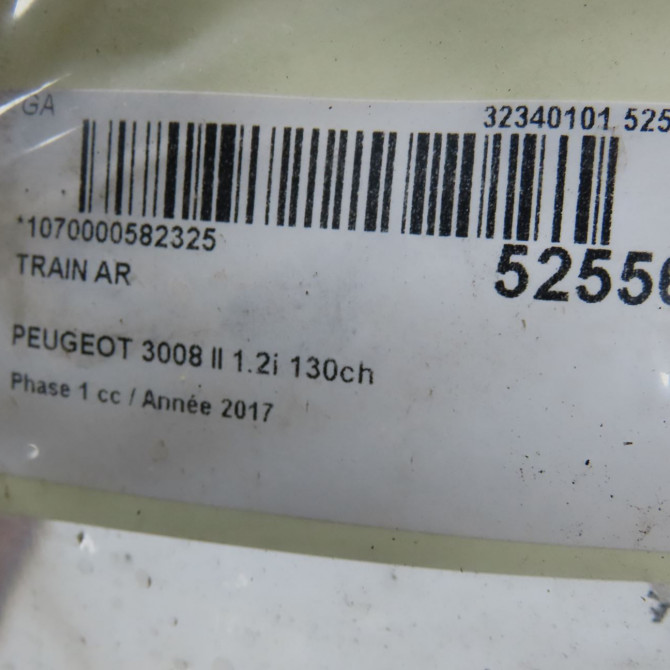 GA
32340101 525
*1070000582325
5255
TRAIN AR
PEUGEOT 3008 II 1.2i 130ch
Phase 1 cc / Année 2017